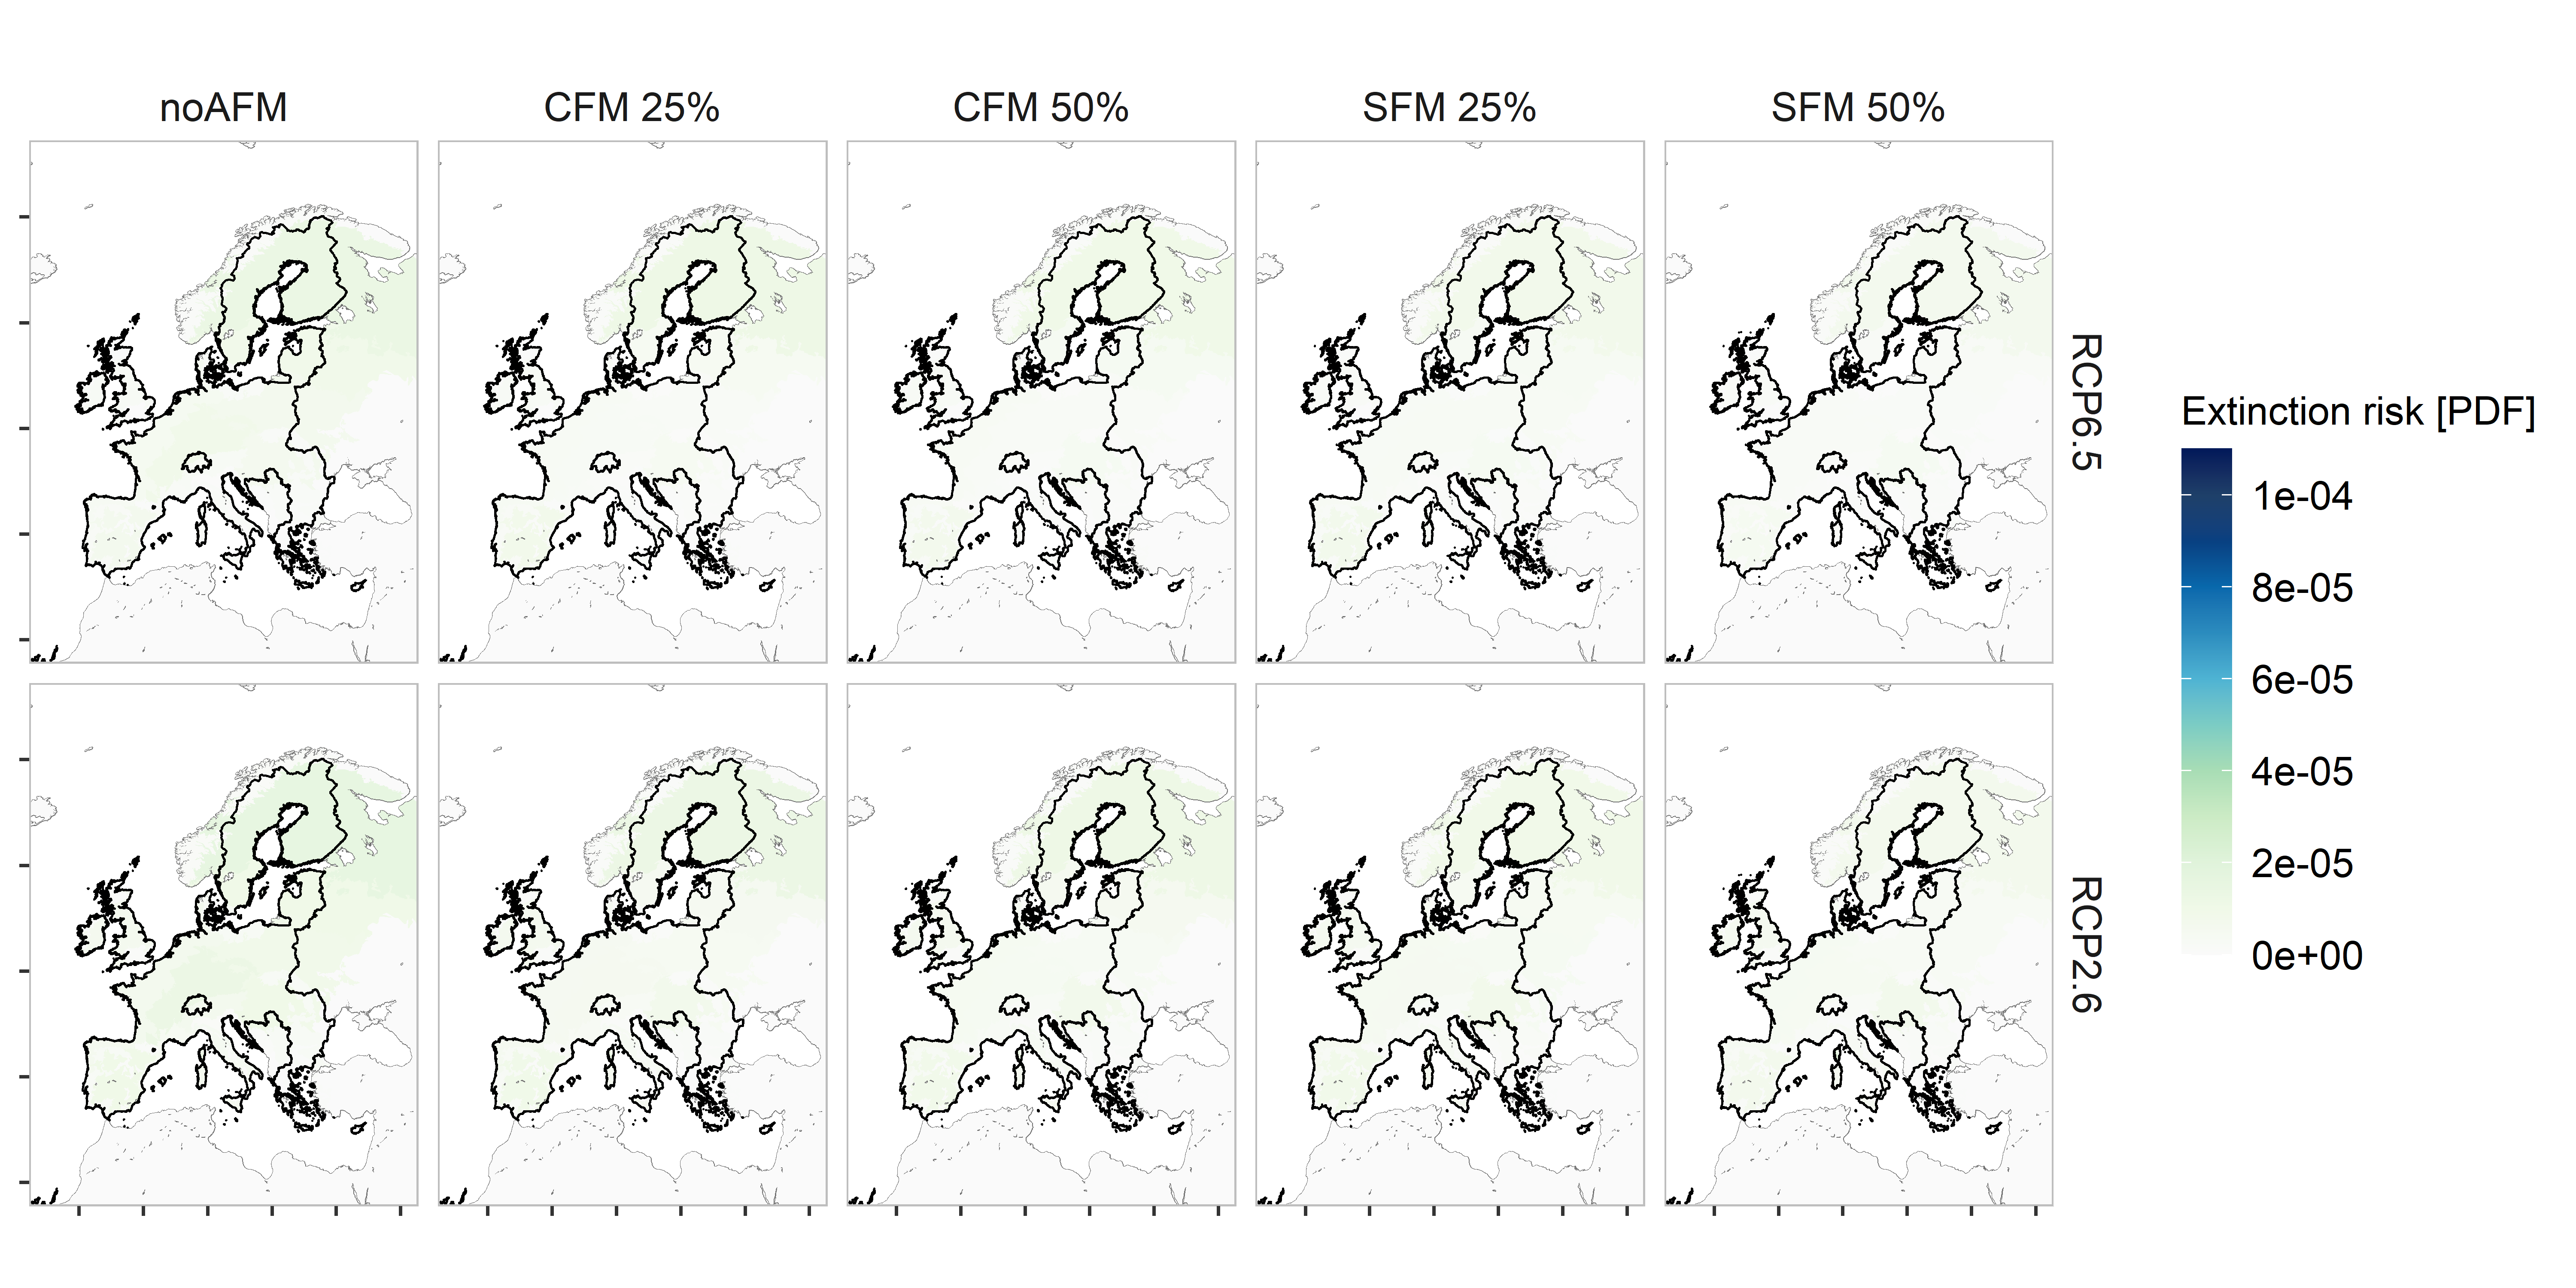 noAFM
CFM 25%
CFM 50%
SFM 25%
SFM 50%
RCP6.5
RCP2.6
Extinction risk [PDF]
1e-04
8e-05
6e-05
4e-05
2e-05
0e+00